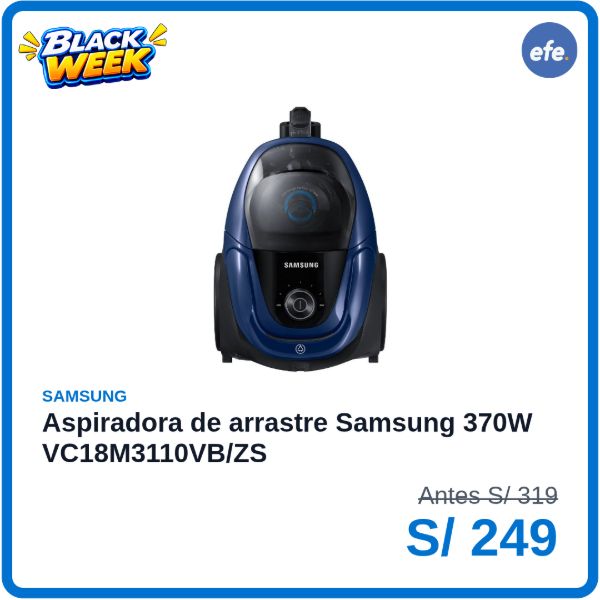 BLACK
WEEK
efe.
SAMSUNG
SAMSUNG
Aspiradora de arrastre Samsung 370W
VC18M3110VB/ZS
Antes S/ 319
S/ 249